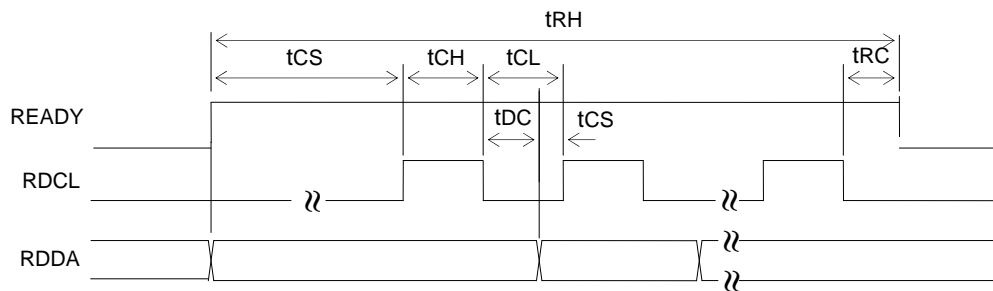 tRH
tCS tCH tCL tRC
READY
tDC tCS
RDCL
RDDA